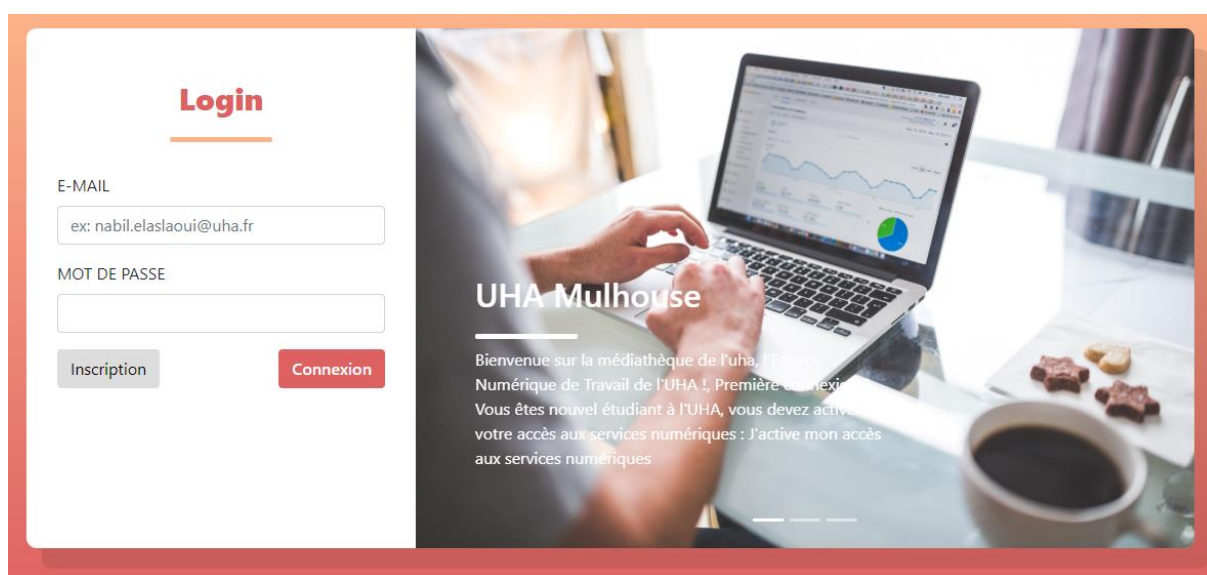 Login
E-MAIL
ex: nabil.elaslaoui@uha.fr
MOT DE PASSE
Inscription
Connexion
UHA Mulhouse
Bienvenue sur la médiathèque de l'uha, l'Espace
Numérique de Travail de l'UHA !, Première connexion
Vous êtes nouvel étudiant à l'UHA, vous devez activer
votre accès aux services numériques : J'active mon accès
aux services numériques